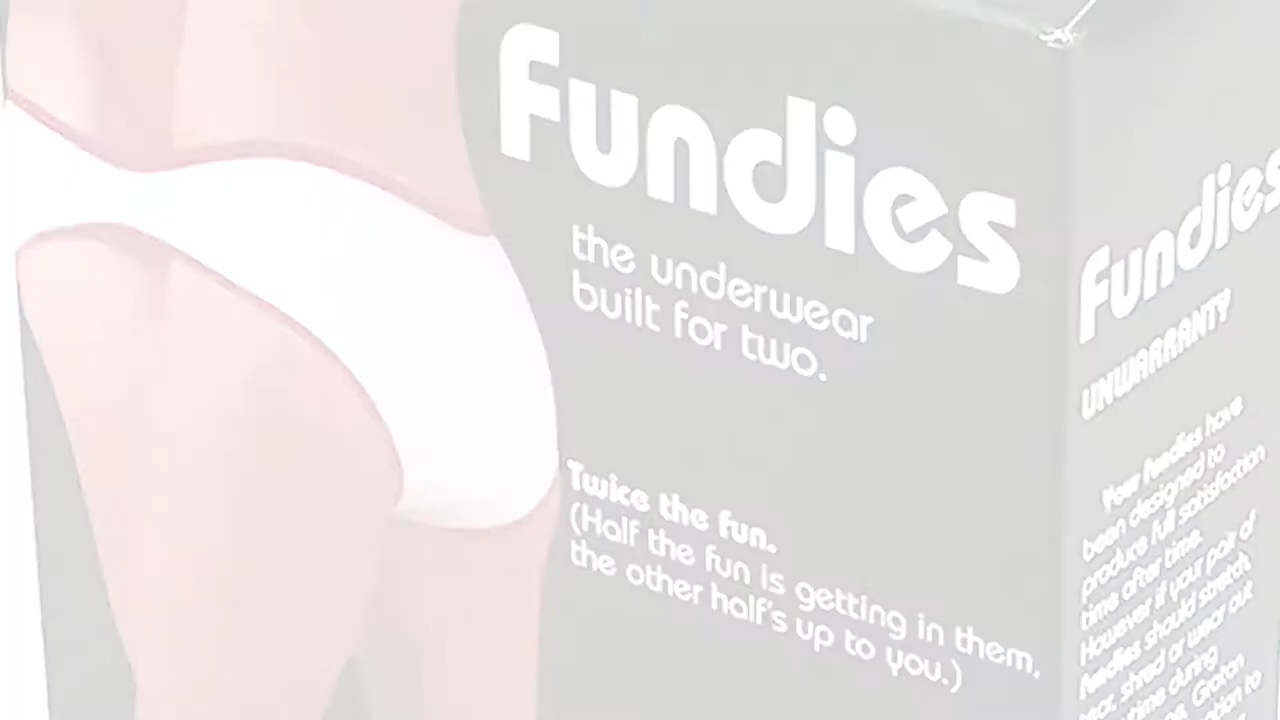 Fundies
the underwear
built for two.
Twice the fun.
(Half the fun is getting in them,
the other half's up to you.)
Fundies
UNWARRANTY
Your fundies have
been designed to
produce full satisfaction
time after time.
However if your pair of
fundies should stretch,
tear, shred or wear out
time during